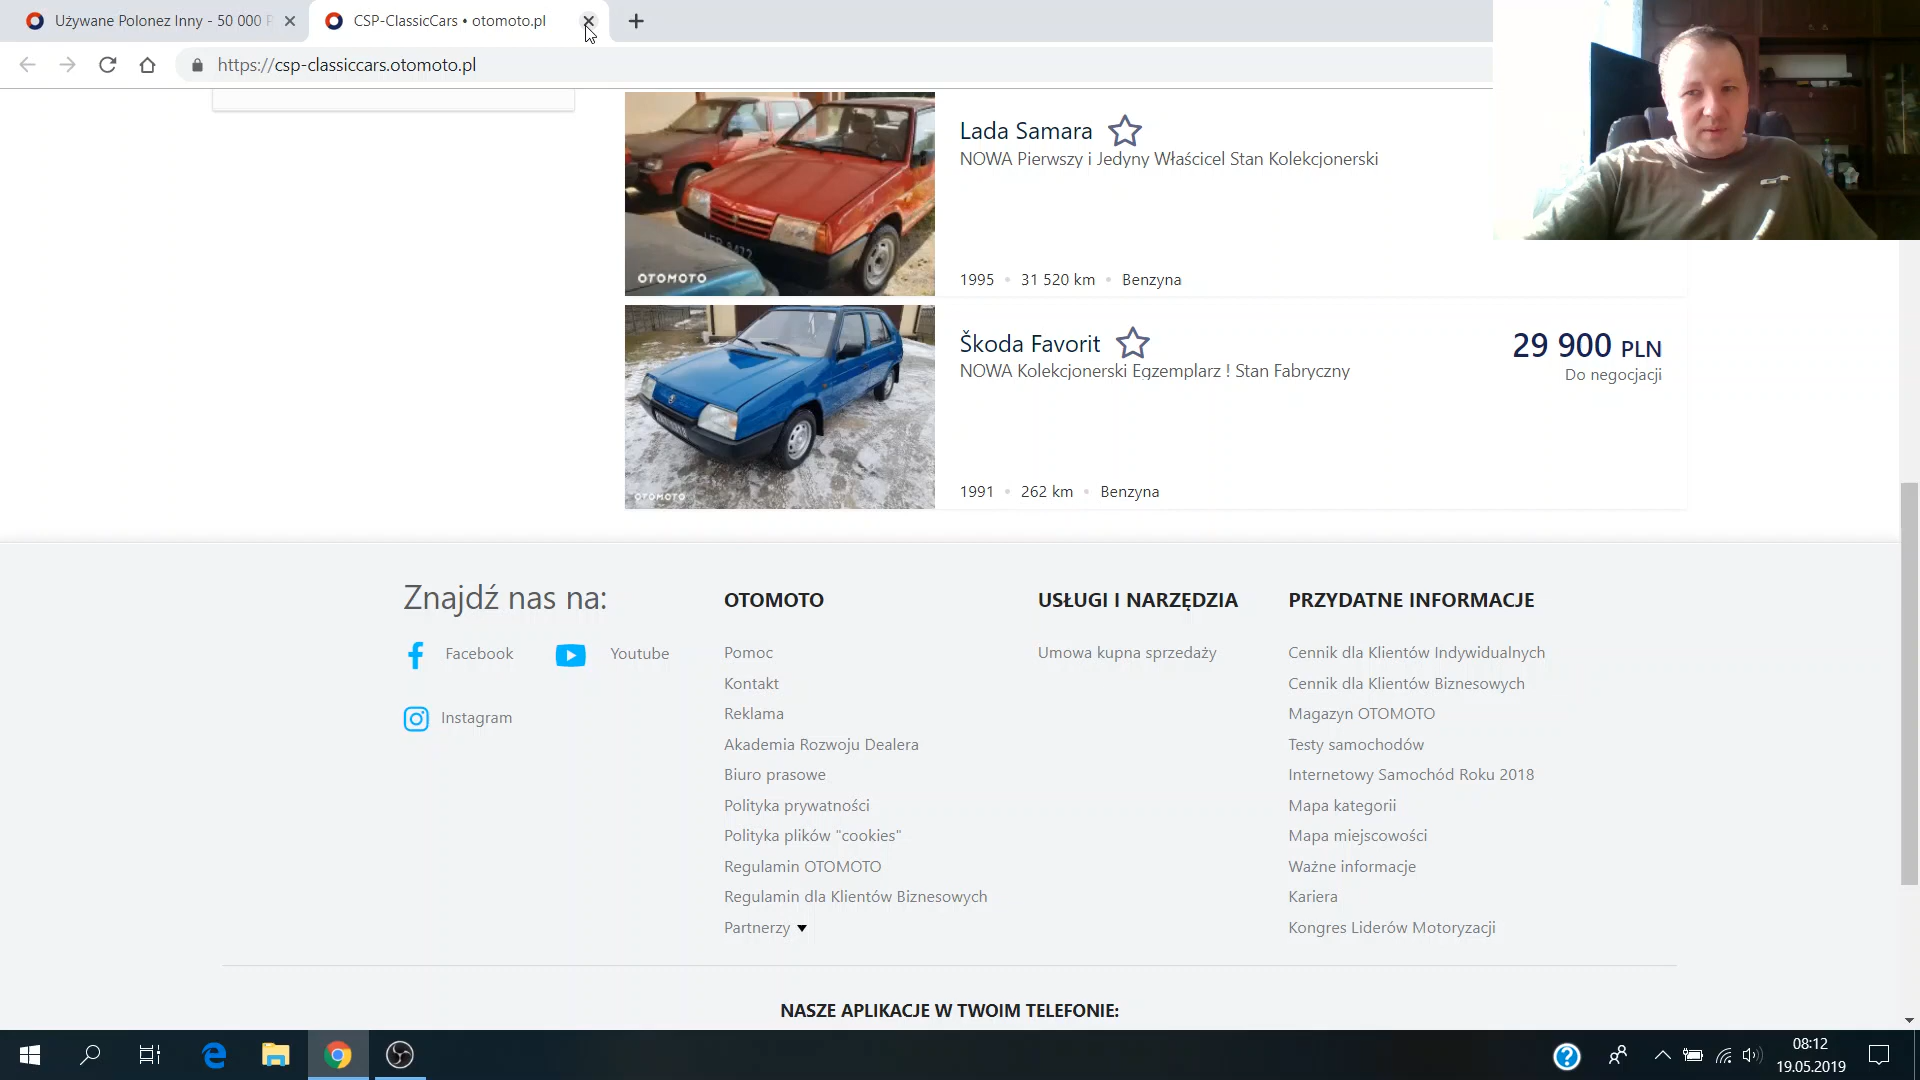 Używane Polonez Inny - 50 000 P
CSP-ClassicCars • otomoto.pl
https://csp-classiccars.otomoto.pl
Lada Samara
NOWA Pierwszy i Jedyny Właścicel Stan Kolekcjonerski
1995 • 31 520 km • Benzyna
OTOMOTO
Škoda Favorit
NOWA Kolekcjonerski Egzemplarz ! Stan Fabryczny
29 900 PLN
Do negocjacji
1991 • 262 km • Benzyna
OTOMOTO
Znajdź nas na:
Facebook
Youtube
Instagram
OTOMOTO
Pomoc
Kontakt
Reklama
Akademia Rozwoju Dealera
Biuro prasowe
Polityka prywatności
Polityka plików "cookies"
Regulamin OTOMOTO
Regulamin dla Klientów Biznesowych
Partnerzy
USŁUGI I NARZĘDZIA
Umowa kupna sprzedaży
PRZYDATNE INFORMACJE
Cennik dla Klientów Indywidualnych
Cennik dla Klientów Biznesowych
Magazyn OTOMOTO
Testy samochodów
Internetowy Samochód Roku 2018
Mapa kategorii
Mapa miejscowości
Ważne informacje
Kariera
Kongres Liderów Motoryzacji
NASZE APLIKACJE W TWOIM TELEFONIE:
08:12
19.05.2019